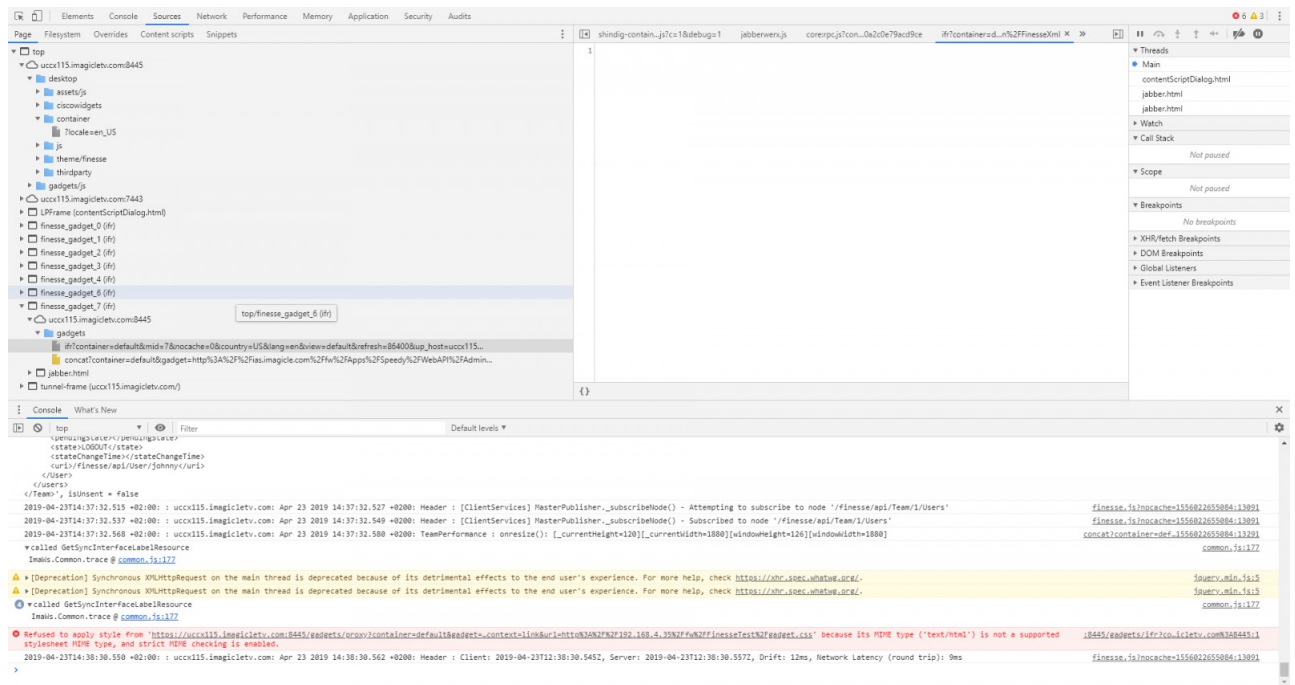 Elements Console Sources Network Performance Memory Application Security Audits 6 3
Page Filesystem Overrides Content scripts Snippets
shindig-contain...js?c=1&debug=1 jabberwerx.js core:rpc.js?con...0a2c0e79acd9ce ifr?container=d...n%2FFinesseXml × »
top
uccx115.imagicletv.com:8445
desktop
assets/js
ciscowidgets
container
?locale=en_US
js
theme/finesse
thirdparty
gadgets/js
uccx115.imagicletv.com:7443
LPFrame (contentScriptDialog.html)
finesse_gadget_0 (ifr)
finesse_gadget_1 (ifr)
finesse_gadget_2 (ifr)
finesse_gadget_3 (ifr)
finesse_gadget_4 (ifr)
finesse_gadget_6 (ifr)
finesse_gadget_7 (ifr)
top/finesse_gadget_6 (ifr)
uccx115.imagicletv.com:8445
gadgets
ifr?container=default&mid=7&nocache=0&country=US&lang=en&view=default&refresh=86400&up_host=uccx115...
concat?container=default&gadget=http%3A%2F%2Fias.imagicle.com%2Ffw%2FApps%2FSpeedy%2FWebAPI%2FAdmin...
jabber.html
tunnel-frame (uccx115.imagicletv.com/)
1
{}
Threads
Main
contentScriptDialog.html
jabber.html
jabber.html
Watch
Call Stack
Not paused
Scope
Not paused
Breakpoints
No breakpoints
XHR/fetch Breakpoints
DOM Breakpoints
Global Listeners
Event Listener Breakpoints
Console What's New ×
top Filter Default levels ▼
<pendingState></pendingState>
<state>LOGOUT</state>
<stateChangeTime></stateChangeTime>
<uri>/finesse/api/User/johnny</uri>
</User>
</users>
</Team>', isUnsent = false
2019-04-23T14:37:32.515 +02:00: : uccx115.imagicletv.com: Apr 23 2019 14:37:32.527 +0200: Header : [ClientServices] MasterPublisher._subscribeNode() - Attempting to subscribe to node '/finesse/api/Team/1/Users' finesse.js?nocache=1556022655084:13091
2019-04-23T14:37:32.537 +02:00: : uccx115.imagicletv.com: Apr 23 2019 14:37:32.549 +0200: Header : [ClientServices] MasterPublisher._subscribeNode() - Subscribed to node '/finesse/api/Team/1/Users' finesse.js?nocache=1556022655084:13091
2019-04-23T14:37:32.568 +02:00: : uccx115.imagicletv.com: Apr 23 2019 14:37:32.580 +0200: TeamPerformance : onresize(): [_currentHeight=120][_currentWidth=1880][windowHeight=126][windowWidth=1880] concat?container=def...1556022655084:13291
▼called GetSyncInterfaceLabelResource common.js:177
ImaWs.Common.trace @ common.js:177
[Deprecation] Synchronous XMLHttpRequest on the main thread is deprecated because of its detrimental effects to the end user's experience. For more help, check https://xhr.spec.whatwg.org/. jquery.min.js:5
[Deprecation] Synchronous XMLHttpRequest on the main thread is deprecated because of its detrimental effects to the end user's experience. For more help, check https://xhr.spec.whatwg.org/. jquery.min.js:5
4 ▼called GetSyncInterfaceLabelResource common.js:177
ImaWs.Common.trace @ common.js:177
Refused to apply style from 'https://uccx115.imagicletv.com:8445/gadgets/proxy?container=default&gadget=…context=link&url=http%3A%2F%2F192.168.4.35%2Ffw%2FFinesseTest%2Fgadget.css' because its MIME type ('text/html') is not a supported :8445/gadgets/ifr?co…icletv.com%3A8445:1
stylesheet MIME type, and strict MIME checking is enabled.
2019-04-23T14:38:30.550 +02:00: : uccx115.imagicletv.com: Apr 23 2019 14:38:30.562 +0200: Header : Client: 2019-04-23T12:38:30.545Z, Server: 2019-04-23T12:38:30.557Z, Drift: 12ms, Network Latency (round trip): 9ms finesse.js?nocache=1556022655084:13091
>